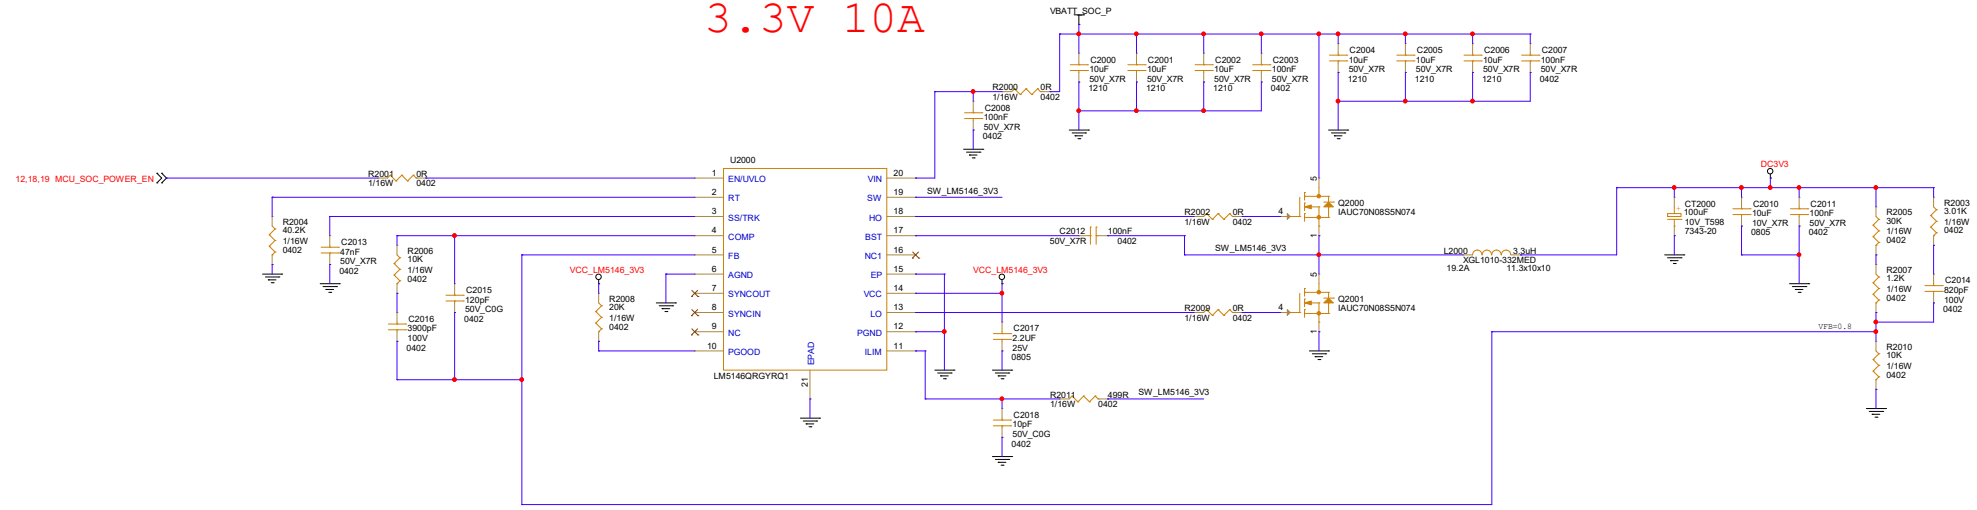 3.3V 10A
VBATT_SOC_P
C2000
10uF
50V_X7R
1210
C2001
10uF
50V_X7R
1210
C2002
10uF
50V_X7R
1210
C2003
100nF
50V_X7R
0402
C2004
10uF
50V_X7R
1210
C2005
10uF
50V_X7R
1210
C2006
10uF
50V_X7R
1210
C2007
100nF
50V_X7R
0402
R2000 0R
1/16W 0402
C2008
100nF
50V_X7R
0402
12,18,19 MCU_SOC_POWER_EN
R2001 0R
1/16W 0402
U2000
1 EN/UVLO
2 RT
3 SS/TRK
4 COMP
5 FB
6 AGND
7 SYNCOUT
8 SYNCIN
9 NC
10 PGOOD
VIN 20
SW 19
HO 18
BST 17
NC1 16
EP 15
VCC 14
LO 13
PGND 12
ILIM 11
EPAD
21
LM5146QRGYRQ1
R2004
40.2K
1/16W
0402
C2013
47nF
50V_X7R
0402
R2006
10K
1/16W
0402
C2016
3900pF
100V
0402
C2015
120pF
50V_C0G
0402
VCC_LM5146_3V3
R2008
20K
1/16W
0402
SW_LM5146_3V3
R2002 0R
1/16W 0402
C2012 100nF
50V_X7R 0402
VCC_LM5146_3V3
C2017
2.2UF
25V
0805
R2009 0R
1/16W 0402
R2011 499R
1/16W 0402
SW_LM5146_3V3
C2018
10pF
50V_C0G
0402
5
4
Q2000
IAUC70N08S5N074
1
SW_LM5146_3V3
5
4
Q2001
IAUC70N08S5N074
1
L2000 3.3uH
XGL1010-332MED
19.2A 11.3x10x10
DC3V3
+
CT2000
100uF
10V_T598
7343-20
C2010
10uF
10V_X7R
0805
C2011
100nF
50V_X7R
0402
R2005
30K
1/16W
0402
R2003
3.01K
1/16W
0402
R2007
1.2K
1/16W
0402
C2014
820pF
100V
0402
VFB=0.8
R2010
10K
1/16W
0402